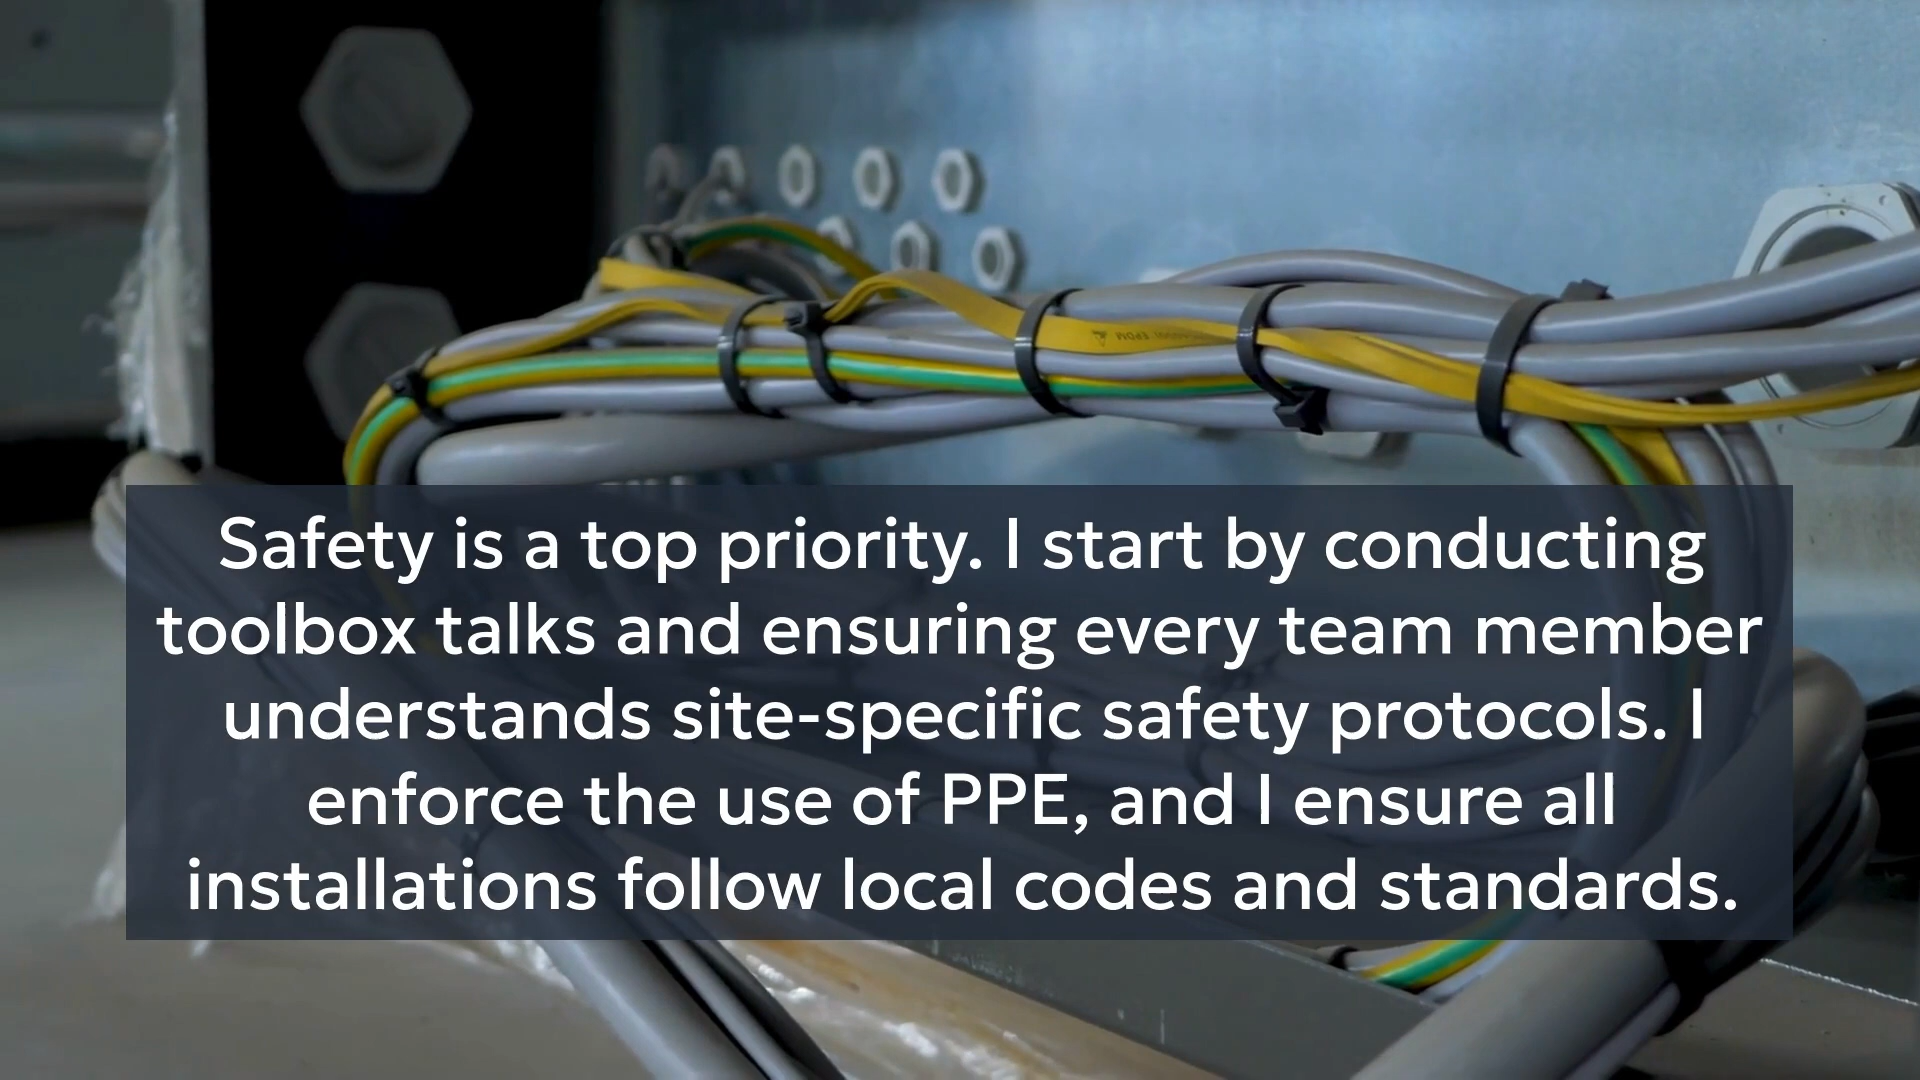 Safety is a top priority. I start by conducting
toolbox talks and ensuring every team member
understands site-specific safety protocols. I
enforce the use of PPE, and I ensure all
installations follow local codes and standards.